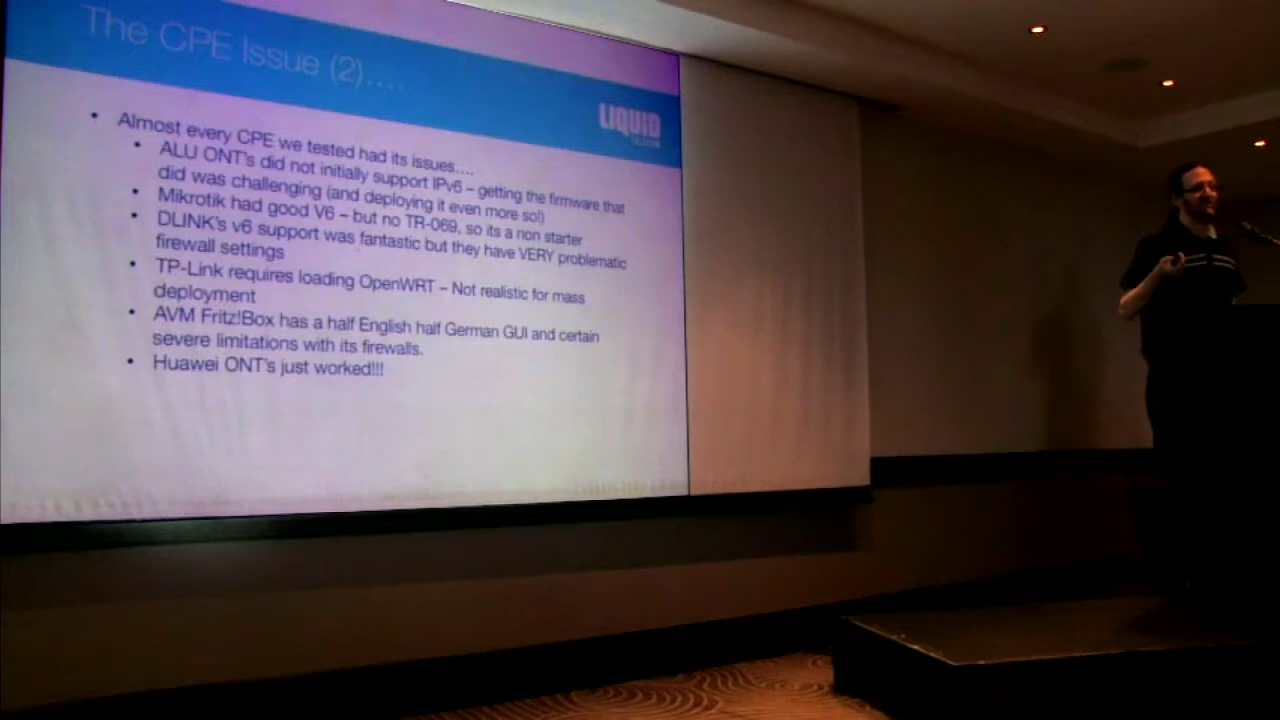 The CPE Issue (2)....
LIQUID
• Almost every CPE we tested had its issues....
• ALU ONT's did not initially support IPv6 – getting the firmware that
did was challenging (and deploying it even more so!)
• Mikrotik had good V6 – but no TR-069, so its a non starter
• DLINK's v6 support was fantastic but they have VERY problematic
firewall settings
• TP-Link requires loading OpenWRT – Not realistic for mass
deployment
• AVM Fritz!Box has a half English half German GUI and certain
severe limitations with its firewalls.
• Huawei ONT's just worked!!!